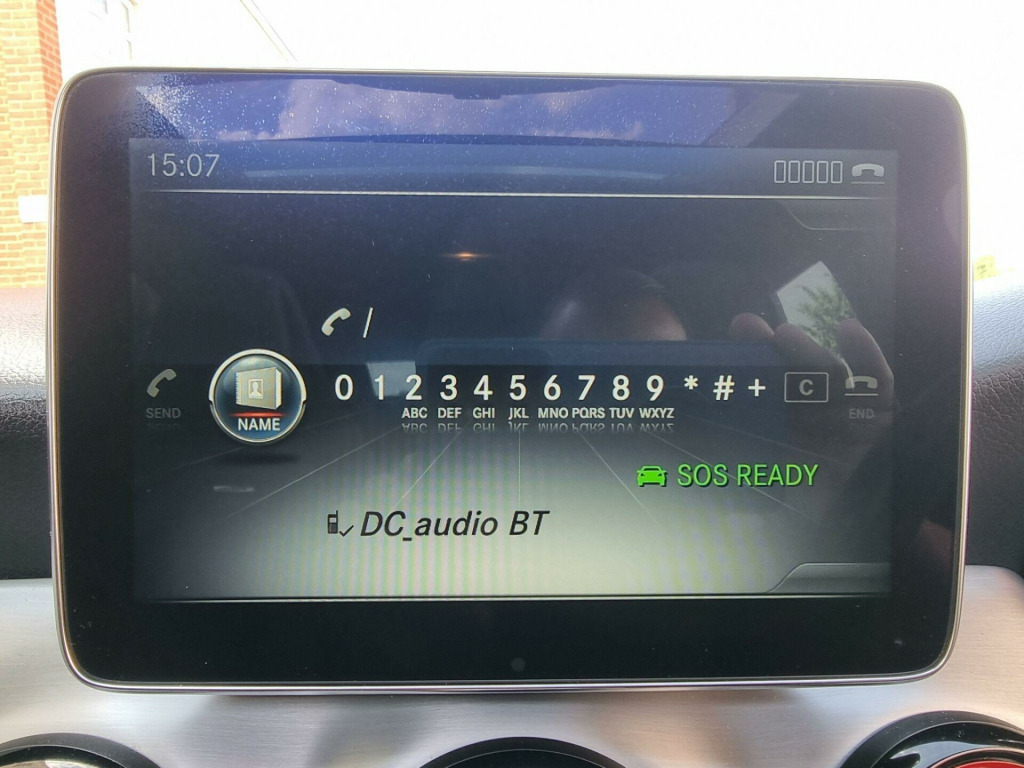 15:07
/
0 1 2 3 4 5 6 7 8 9 * # + C
SEND
NAME
ABC DEF GHI JKL MNO PQRS TUV WXYZ
END
SOS READY
DC_audio BT